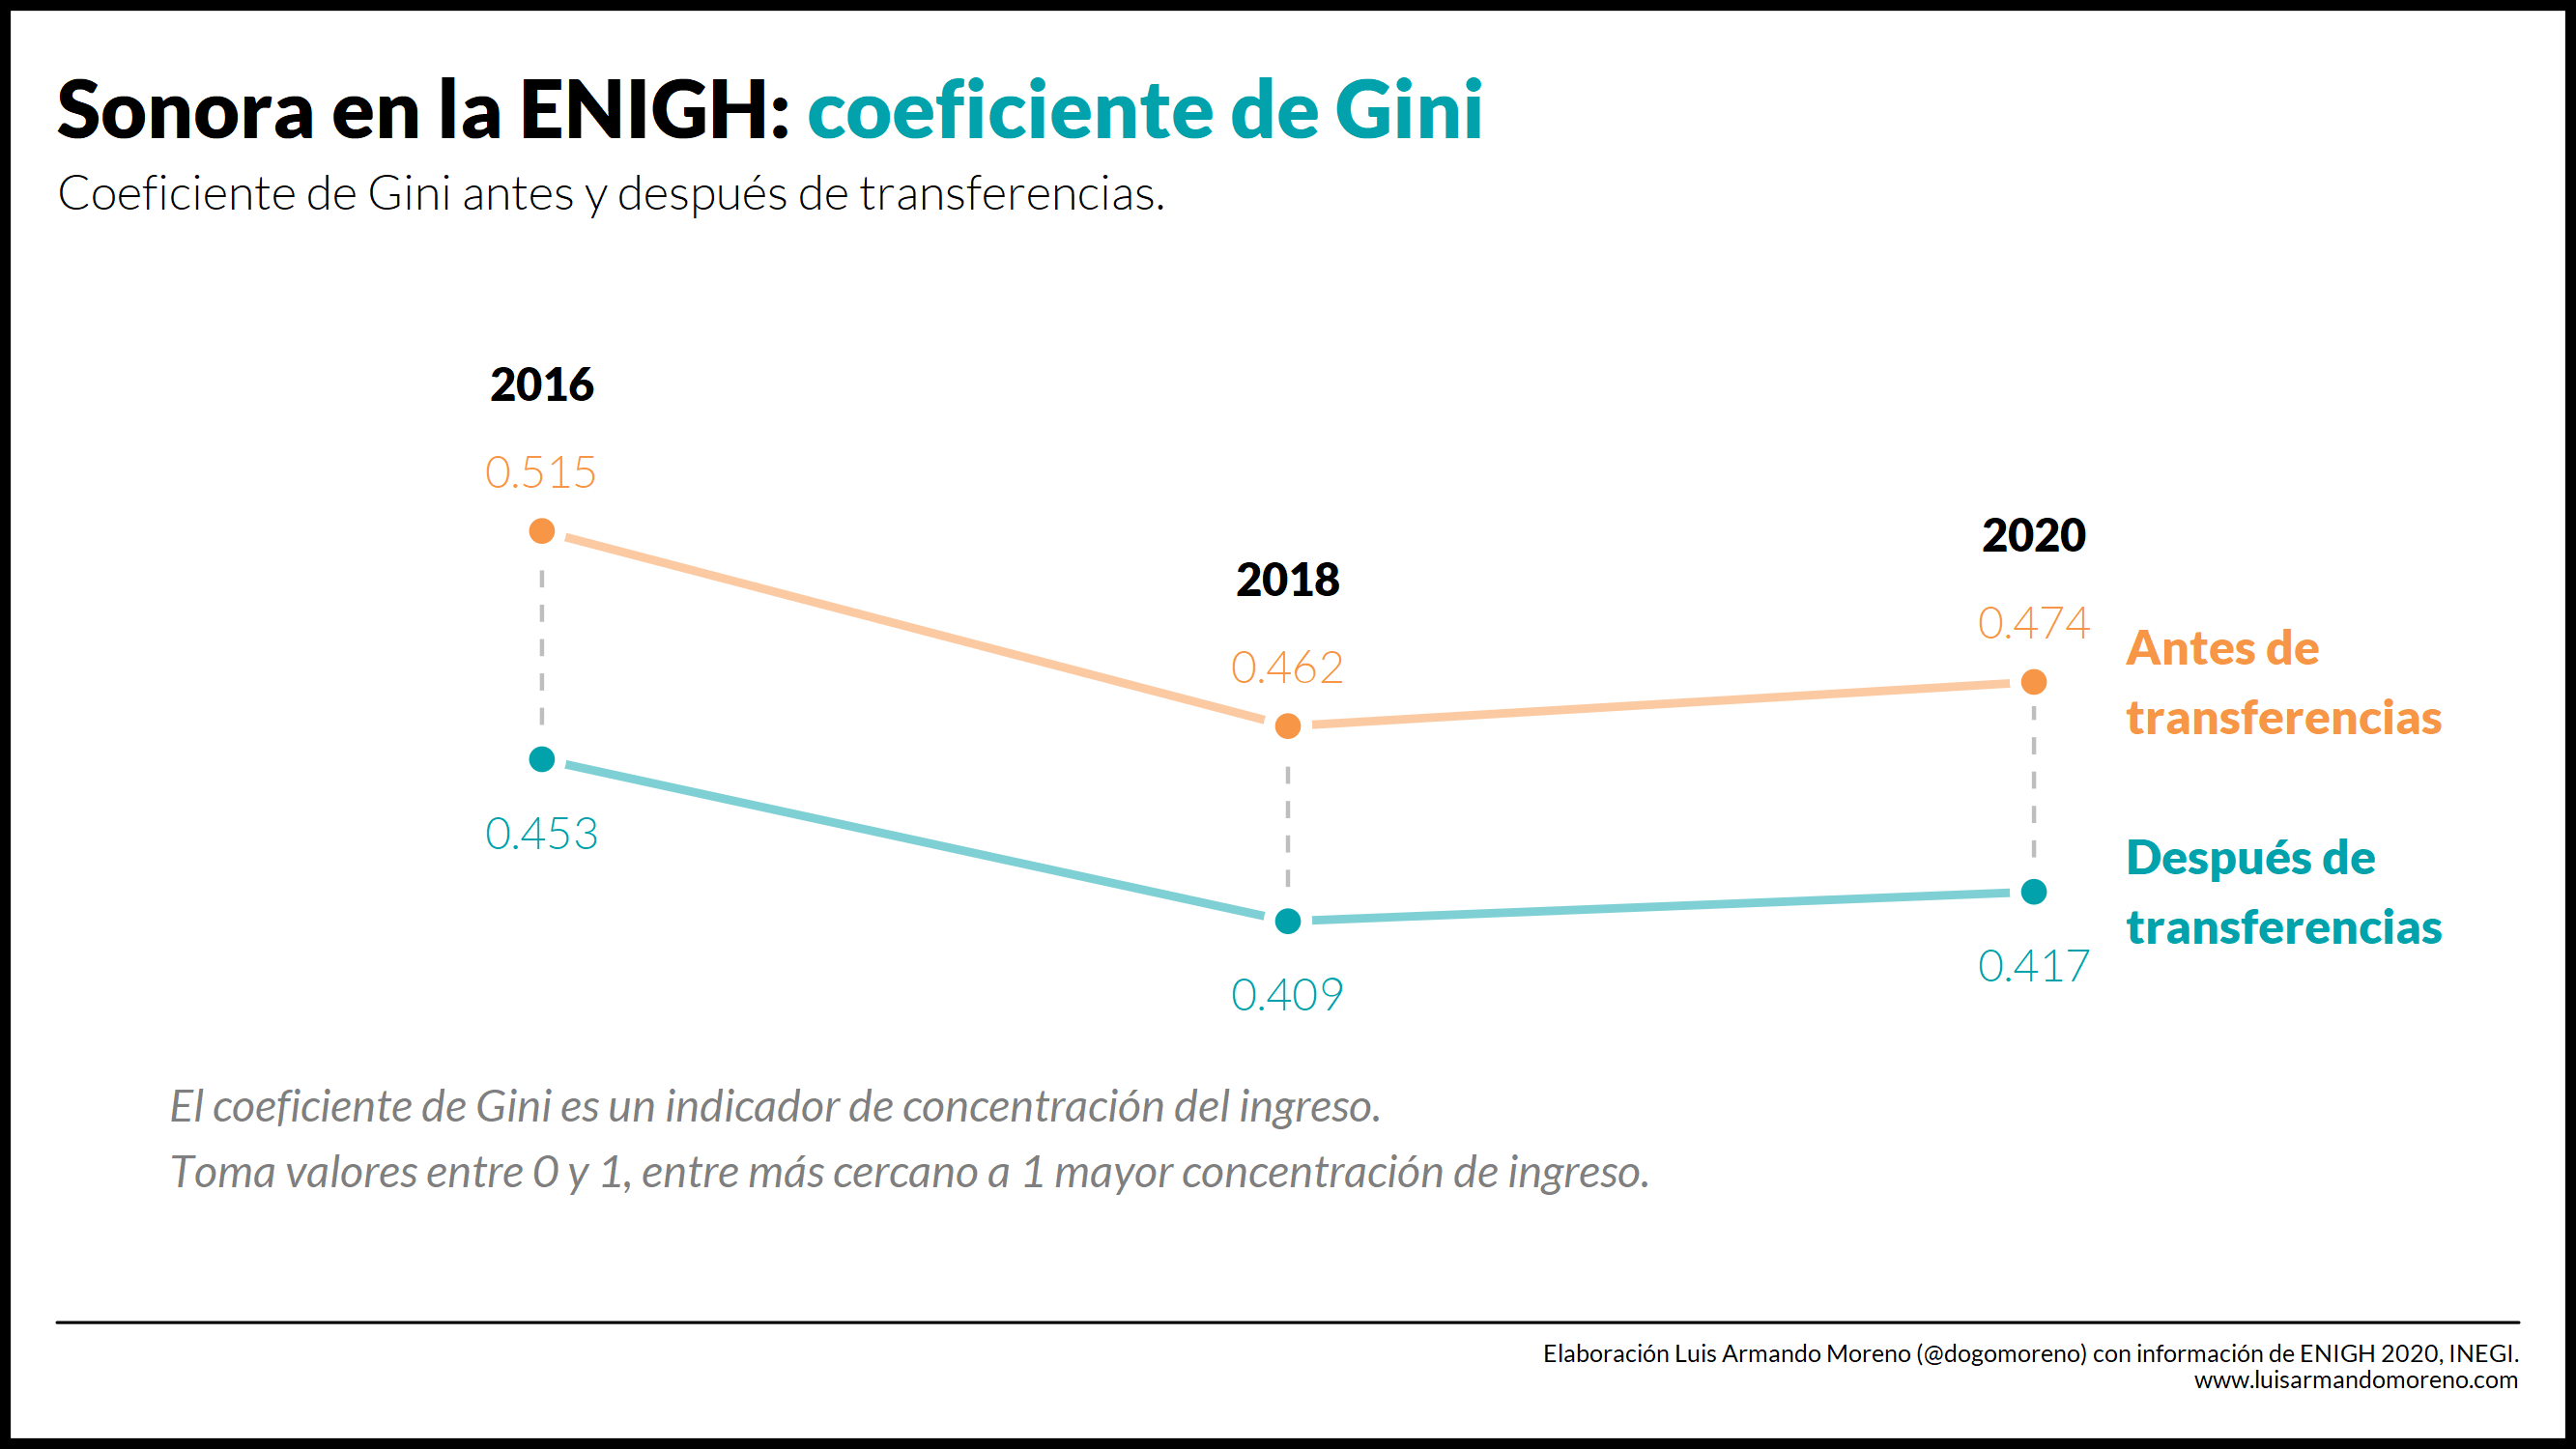 Sonora en la ENIGH: coeficiente de Gini
Coeficiente de Gini antes y después de transferencias.
2016
0.515
2018
0.462
2020
0.474
Antes de
transferencias
0.453
0.409
Después de
transferencias
0.417
El coeficiente de Gini es un indicador de concentración del ingreso.
Toma valores entre 0 y 1, entre más cercano a 1 mayor concentración de ingreso.
Elaboración Luis Armando Moreno (@dogomoreno) con información de ENIGH 2020, INEGI.
www.luisarmandomoreno.com